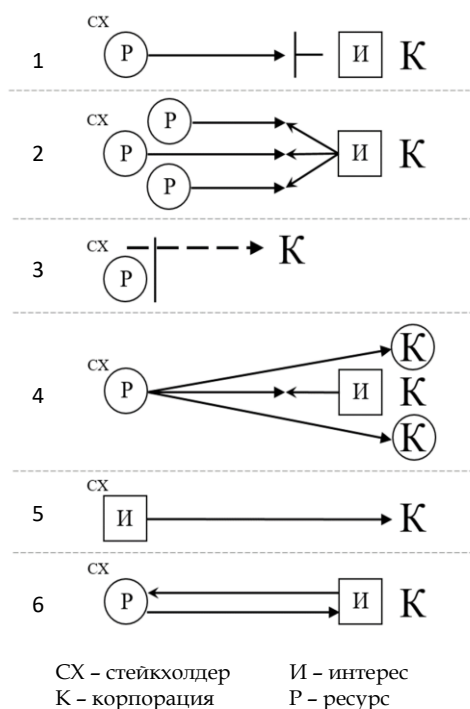 СХ
1 Р И К
СХ Р
2 Р И К
Р
3 СХ К
Р
К
СХ
4 Р И К
К
СХ
5 И К
СХ
6 Р И К
СХ – стейкхолдер И – интерес
К – корпорация Р – ресурс